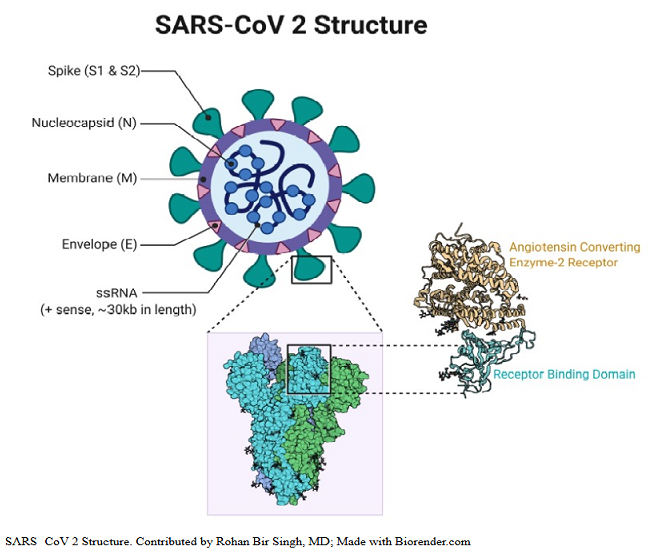 SARS-CoV 2 Structure
Spike (S1 & S2)
Nucleocapsid (N)
Membrane (M)
Envelope (E)
ssRNA
(+ sense, ~30kb in length)
Angiotensin Converting
Enzyme-2 Receptor
Receptor Binding Domain
SARS CoV 2 Structure. Contributed by Rohan Bir Singh, MD; Made with Biorender.com